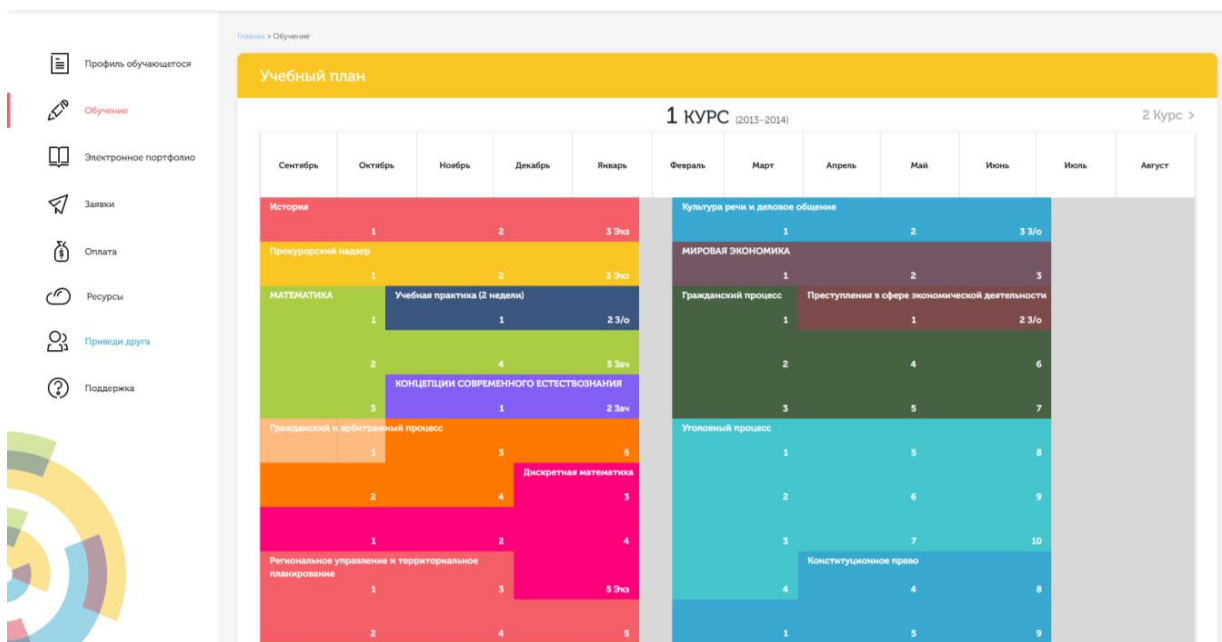 Главная > Обучение
Профиль обучающегося
Обучение
Электронное портфолио
Заявки
Оплата
Ресурсы
Приведи друга
Поддержка
Учебный план
1 КУРС (2013-2014)
2 Курс >
Сентябрь Октябрь Ноябрь Декабрь Январь Февраль Март Апрель Май Июнь Июль Август
История Культура речи и деловое общение
1 2 3 Экз 1 2 3 З/о
Прокурорский надзор МИРОВАЯ ЭКОНОМИКА
1 2 3 Экз 1 2 3
МАТЕМАТИКА Учебная практика (2 недели) Гражданский процесс Преступления в сфере экономической деятельности
1 1 2 З/о 1 1 2 З/о
2 4 5 Зач 2 4 6
КОНЦЕПЦИИ СОВРЕМЕННОГО ЕСТЕСТВОЗНАНИЯ
3 1 2 Зач 3 5 7
Гражданский и арбитражный процесс Уголовный процесс
1 3 5 1 5 8
Дискретная математика
2 4 3 2 6 9
1 2 4 3 7 10
Региональное управление и территориальное Конституционное право
планирование
1 3 5 Экз 4 4 8
2 4 5 1 5 9